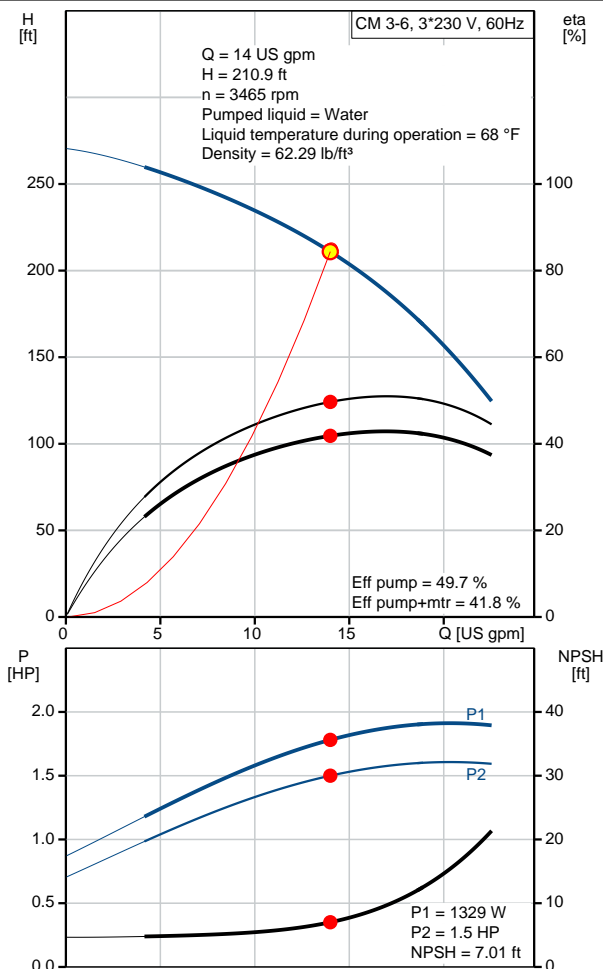 H
[ft]
CM 3-6, 3*230 V, 60Hz
eta
[%]
Q = 14 US gpm
H = 210.9 ft
n = 3465 rpm
Pumped liquid = Water
Liquid temperature during operation = 68 °F
Density = 62.29 lb/ft³
250
100
200
80
150
60
100
40
50
20
Eff pump = 49.7 %
Eff pump+mtr = 41.8 %
0
0
0
5
10
15
Q [US gpm]
P
[HP]
NPSH
[ft]
2.0
P1
40
1.5
P2
30
1.0
20
0.5
10
P1 = 1329 W
P2 = 1.5 HP
NPSH = 7.01 ft
0.0
0